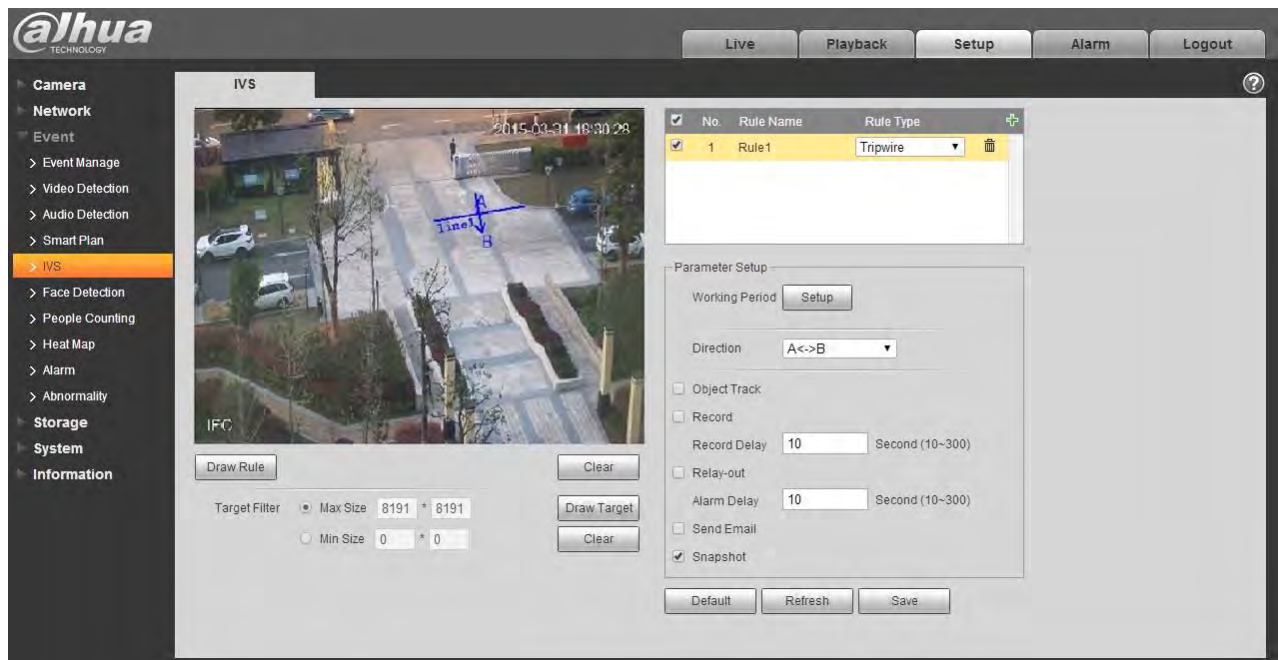 alhua
TECHNOLOGY
Live
Playback
Setup
Alarm
Logout
Camera
Network
Event
> Event Manage
> Video Detection
> Audio Detection
> Smart Plan
> IVS
> Face Detection
> People Counting
> Heat Map
> Alarm
> Abnormality
Storage
System
Information
IVS
?
2015-03-31 18:30:28
A
line1
B
IPC
Draw Rule
Clear
Target Filter
Max Size 8191 * 8191
Draw Target
Min Size 0 * 0
Clear
No. Rule Name Rule Type
1 Rule1 Tripwire
Parameter Setup
Working Period Setup
Direction A<->B
Object Track
Record
Record Delay 10 Second (10~300)
Relay-out
Alarm Delay 10 Second (10~300)
Send Email
Snapshot
Default
Refresh
Save